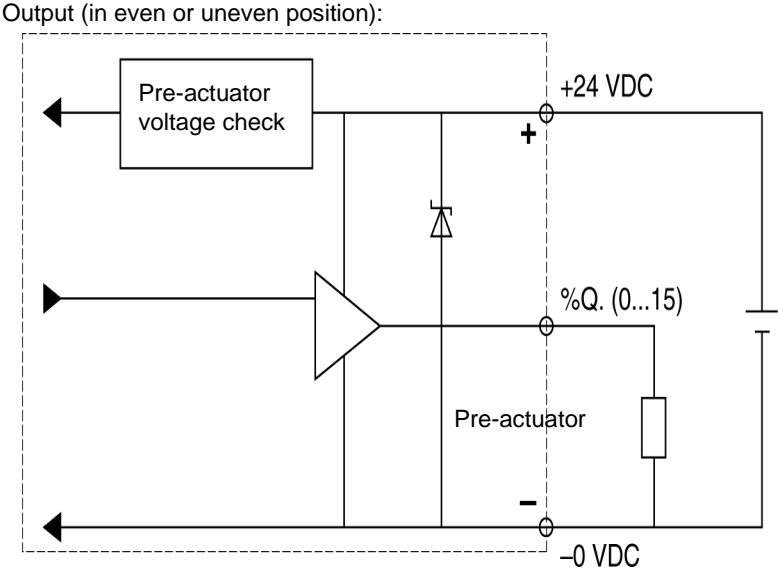 Output (in even or uneven position):
Pre-actuator
voltage check
+24 VDC
+
%Q. (0...15)
Pre-actuator
–
–0 VDC